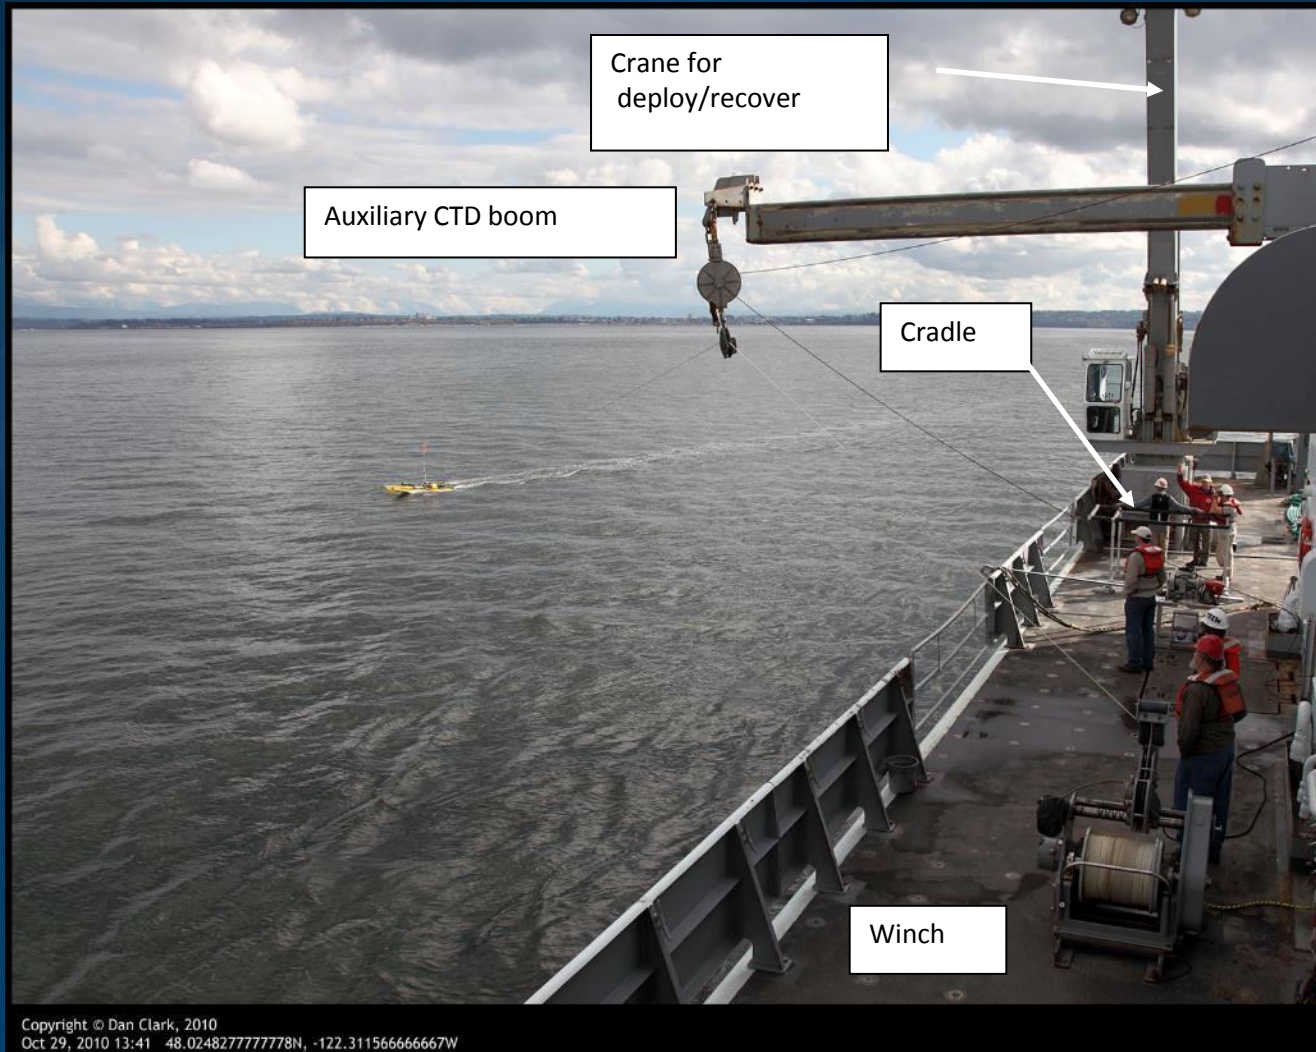 Crane for
deploy/recover
Auxiliary CTD boom
Cradle
Winch
Copyright © Dan Clark, 2010
Oct 29, 2010 13:41 48.0248277777778N, -122.311566666667W